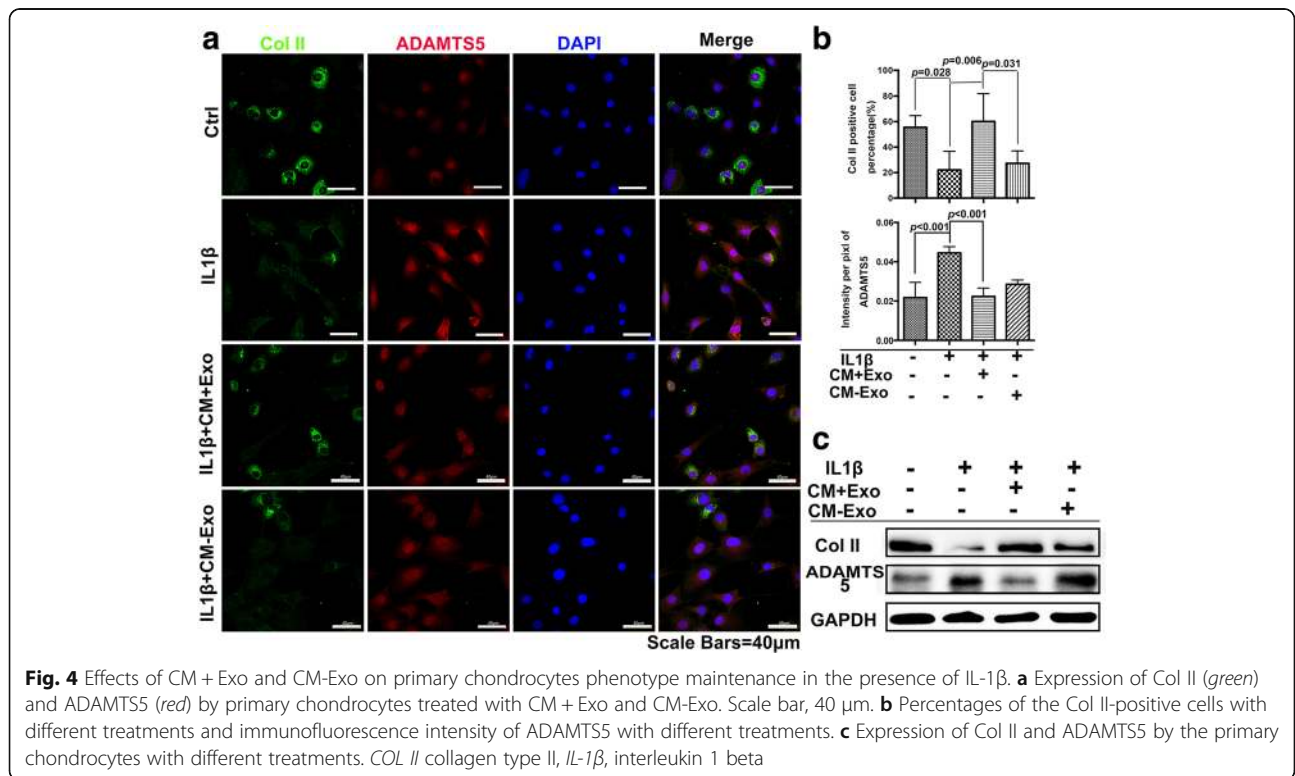 a
Col II ADAMTS5 DAPI Merge
Ctrl
IL1β
IL1β+CM+Exo
IL1β+CM-Exo
Scale Bars=40μm
b
p=0.006
p=0.028 p=0.031
Col II positive cell
percentage(%)
100
80
60
40
20
0
p<0.001
p<0.001
Intensity per pixl of
ADAMTS5
0.06
0.04
0.02
0.00
IL1β - + + +
CM+Exo - - + -
CM-Exo - - - +
c
IL1β - + + +
CM+Exo - - + -
CM-Exo - - - +
Col II
ADAMTS
5
GAPDH
Fig. 4 Effects of CM + Exo and CM-Exo on primary chondrocytes phenotype maintenance in the presence of IL-1β. a Expression of Col II (green)
and ADAMTS5 (red) by primary chondrocytes treated with CM + Exo and CM-Exo. Scale bar, 40 μm. b Percentages of the Col II-positive cells with
different treatments and immunofluorescence intensity of ADAMTS5 with different treatments. c Expression of Col II and ADAMTS5 by the primary
chondrocytes with different treatments. COL II collagen type II, IL-1β, interleukin 1 beta